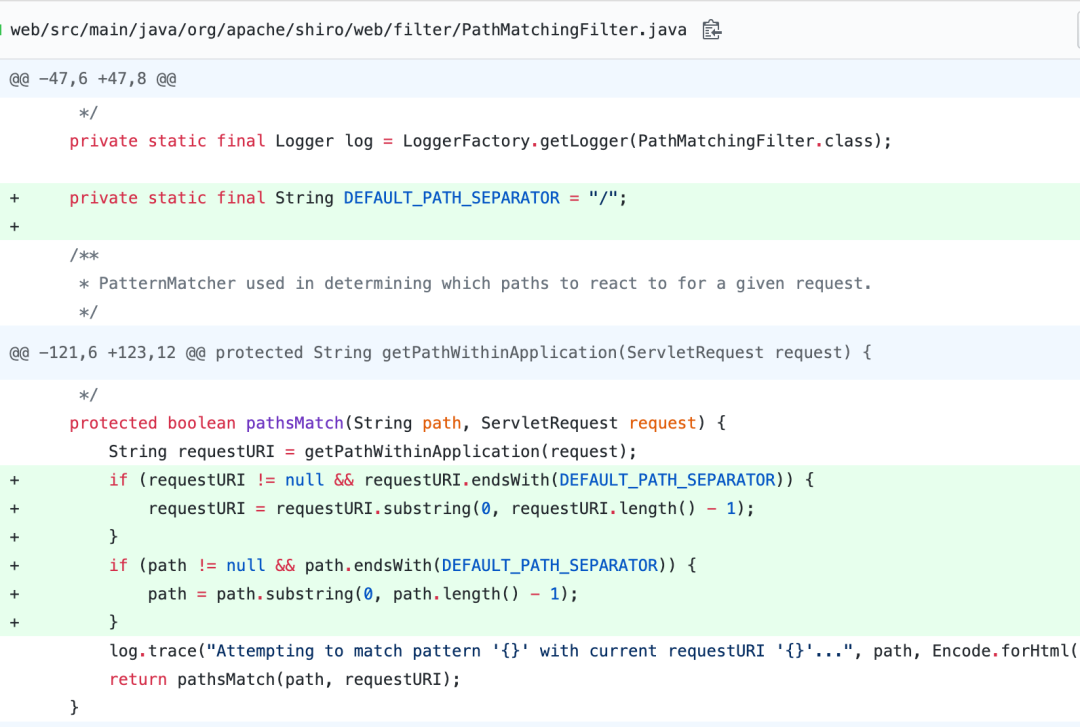 web/src/main/java/org/apache/shiro/web/filter/PathMatchingFilter.java
@@ -47,6 +47,8 @@
*/
private static final Logger log = LoggerFactory.getLogger(PathMatchingFilter.class);
+ private static final String DEFAULT_PATH_SEPARATOR = "/";
+
/**
* PatternMatcher used in determining which paths to react to for a given request.
*/
@@ -121,6 +123,12 @@ protected String getPathWithinApplication(ServletRequest request) {
*/
protected boolean pathsMatch(String path, ServletRequest request) {
String requestURI = getPathWithinApplication(request);
+ if (requestURI != null && requestURI.endsWith(DEFAULT_PATH_SEPARATOR)) {
+ requestURI = requestURI.substring(0, requestURI.length() - 1);
+ }
+ if (path != null && path.endsWith(DEFAULT_PATH_SEPARATOR)) {
+ path = path.substring(0, path.length() - 1);
+ }
log.trace("Attempting to match pattern '{}' with current requestURI '{}'...", path, Encode.forHtml(
return pathsMatch(path, requestURI);
}